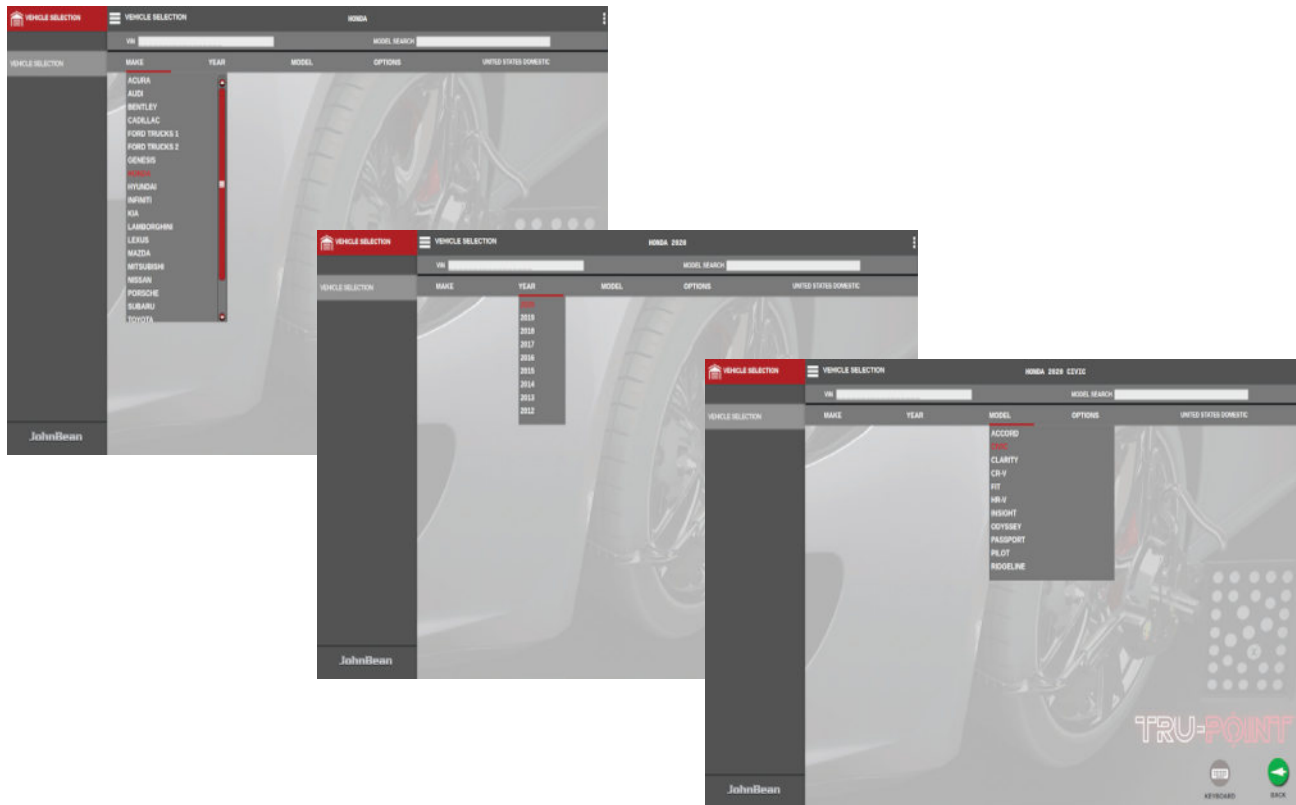 VEHICLE SELECTION
VEHICLE SELECTION
HONDA
VIN
MODEL SEARCH
VEHICLE SELECTION
MAKE
YEAR
MODEL
OPTIONS
UNITED STATES DOMESTIC
ACURA
AUDI
BENTLEY
CADILLAC
FORD TRUCKS 1
FORD TRUCKS 2
GENESIS
HONDA
HYUNDAI
INFINITI
KIA
LAMBORGHINI
LEXUS
MAZDA
MITSUBISHI
NISSAN
PORSCHE
SUBARU
TOYOTA
JohnBean
VEHICLE SELECTION
VEHICLE SELECTION
HONDA 2020
VIN
MODEL SEARCH
VEHICLE SELECTION
MAKE
YEAR
MODEL
OPTIONS
UNITED STATES DOMESTIC
2020
2019
2018
2017
2016
2015
2014
2013
2012
JohnBean
VEHICLE SELECTION
VEHICLE SELECTION
HONDA 2020 CIVIC
VIN
MODEL SEARCH
VEHICLE SELECTION
MAKE
YEAR
MODEL
OPTIONS
UNITED STATES DOMESTIC
ACCORD
CIVIC
CLARITY
CR-V
FIT
HR-V
INSIGHT
ODYSSEY
PASSPORT
PILOT
RIDGELINE
X
TRU-POINT
KEYBOARD
BACK
JohnBean